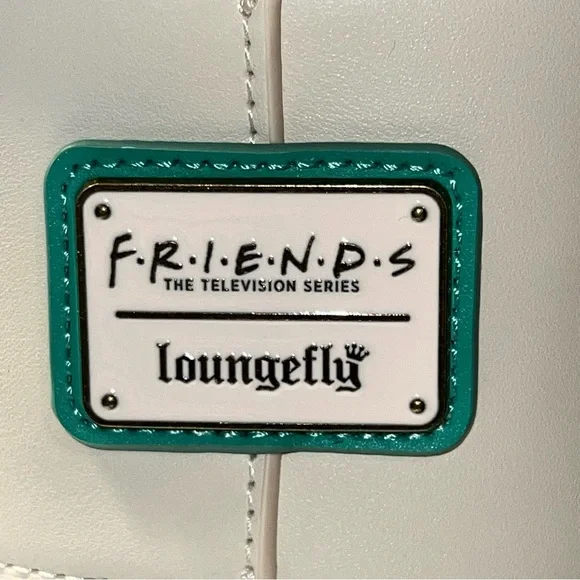 F·R·I·E·N·D·S
THE TELEVISION SERIES
loungefly